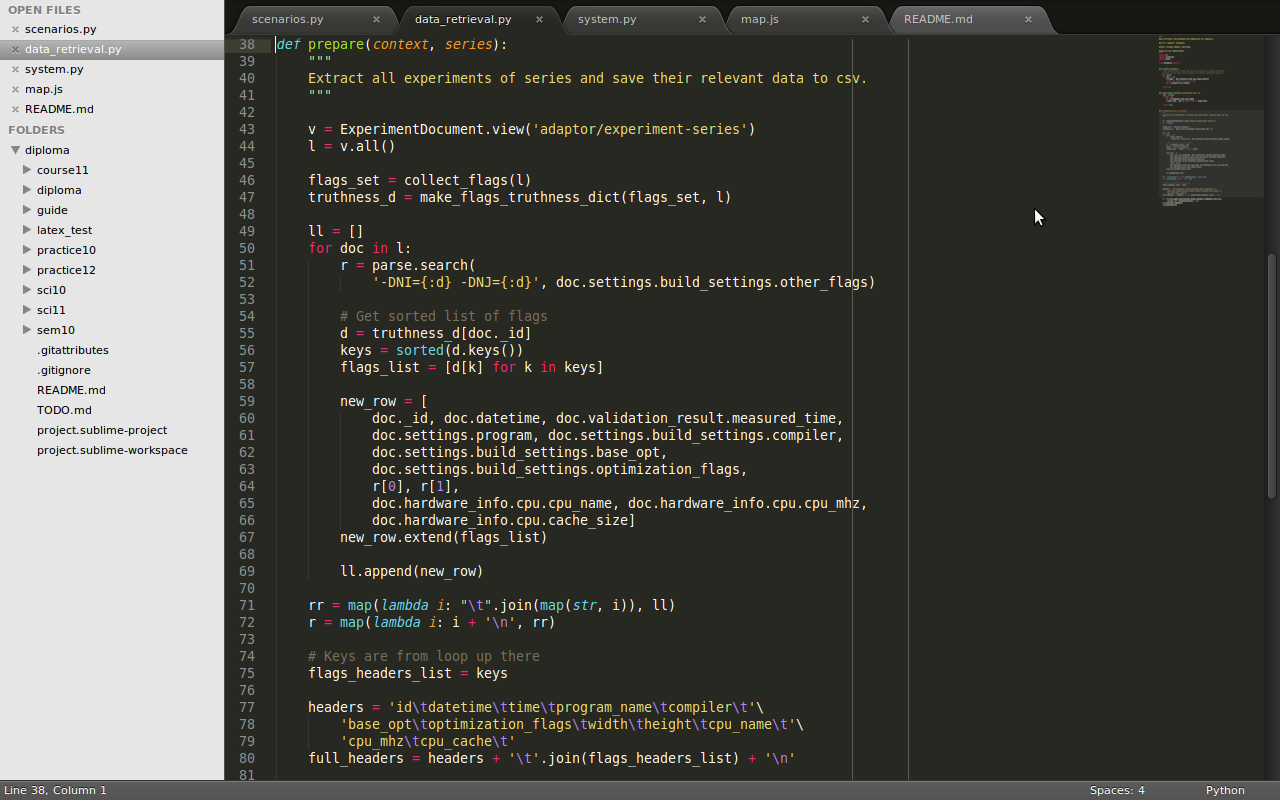 OPEN FILES
scenarios.py
data_retrieval.py
system.py
map.js
README.md
FOLDERS
diploma
course11
diploma
guide
latex_test
practice10
practice12
sci10
sci11
sem10
.gitattributes
.gitignore
README.md
TODO.md
project.sublime-project
project.sublime-workspace
scenarios.py data_retrieval.py system.py map.js README.md
38 def prepare(context, series):
39     """
40     Extract all experiments of series and save their relevant data to csv.
41     """
42
43     v = ExperimentDocument.view('adaptor/experiment-series')
44     l = v.all()
45
46     flags_set = collect_flags(l)
47     truthness_d = make_flags_truthness_dict(flags_set, l)
48
49     ll = []
50     for doc in l:
51         r = parse.search(
52             '-DNI={:d} -DNJ={:d}', doc.settings.build_settings.other_flags)
53
54         # Get sorted list of flags
55         d = truthness_d[doc._id]
56         keys = sorted(d.keys())
57         flags_list = [d[k] for k in keys]
58
59         new_row = [
60             doc._id, doc.datetime, doc.validation_result.measured_time,
61             doc.settings.program, doc.settings.build_settings.compiler,
62             doc.settings.build_settings.base_opt,
63             doc.settings.build_settings.optimization_flags,
64             r[0], r[1],
65             doc.hardware_info.cpu.cpu_name, doc.hardware_info.cpu.cpu_mhz,
66             doc.hardware_info.cpu.cache_size]
67         new_row.extend(flags_list)
68
69         ll.append(new_row)
70
71     rr = map(lambda i: "\t".join(map(str, i)), ll)
72     r = map(lambda i: i + '\n', rr)
73
74     # Keys are from loop up there
75     flags_headers_list = keys
76
77     headers = 'id\tdatetime\ttime\tprogram_name\tcompiler\t'\
78         'base_opt\toptimization_flags\twidth\theight\tcpu_name\t'\
79         'cpu_mhz\tcpu_cache\t'
80     full_headers = headers + '\t'.join(flags_headers_list) + '\n'
81
Line 38, Column 1 Spaces: 4 Python